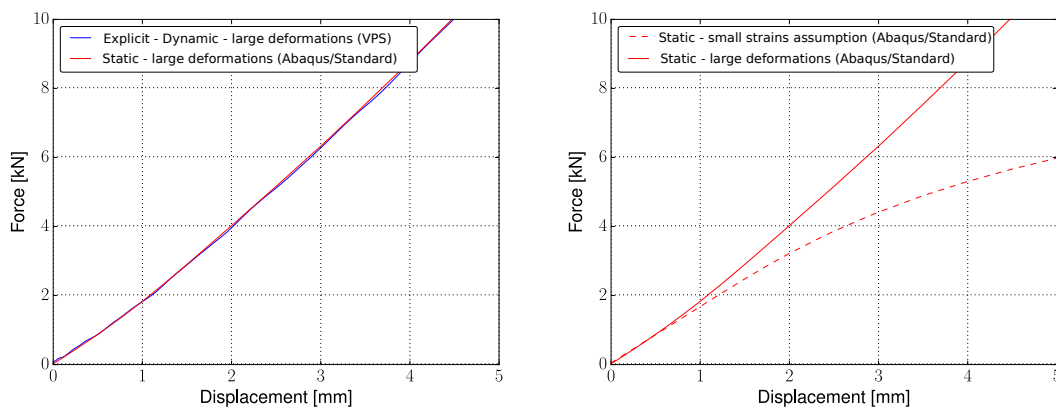 10
8
6
4
2
0
Force [kN]
Explicit - Dynamic - large deformations (VPS)
Static - large deformations (Abaqus/Standard)
0 1 2 3 4 5
Displacement [mm]
10
8
6
4
2
0
Force [kN]
Static - small strains assumption (Abaqus/Standard)
Static - large deformations (Abaqus/Standard)
0 1 2 3 4 5
Displacement [mm]